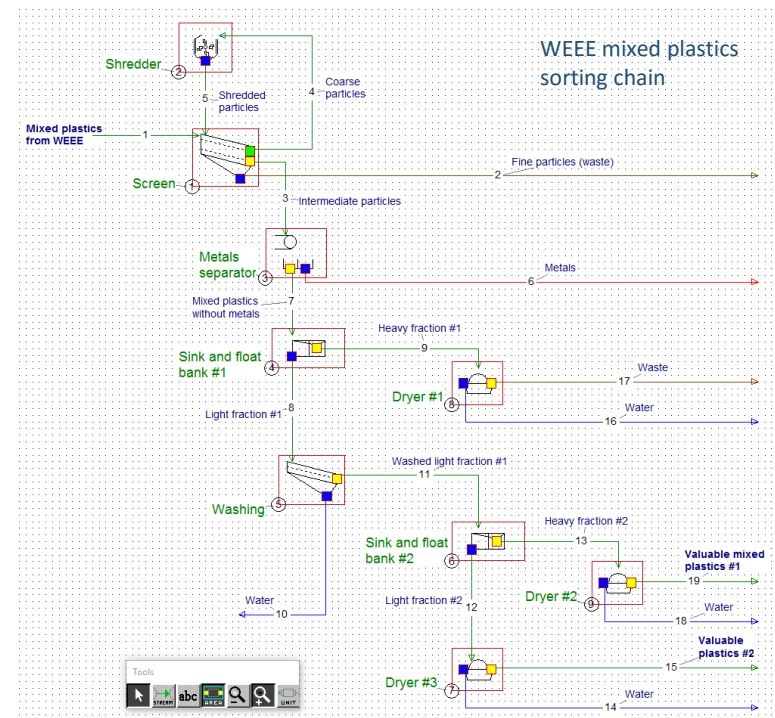 WEEE mixed plastics
sorting chain
Shredder
2
5
Shredded
particles
4
Coarse
particles
Mixed plastics
from WEEE
1
Screen
1
Fine particles (waste)
2
3
Intermediate particles
Metals
separator
3
Metals
6
Mixed plastics
without metals
7
Heavy fraction #1
9
Sink and float
bank #1
4
Waste
17
Dryer #1
8
Water
16
8
Light fraction #1
Washed light fraction #1
11
Washing
5
Heavy fraction #2
13
Sink and float
bank #2
6
Valuable mixed
plastics #1
19
Dryer #2
9
Water
10
Light fraction #2
12
Water
18
Valuable
plastics #2
15
Dryer #3
7
Water
14
Tools
STREAM
abc
AREA
UNIT